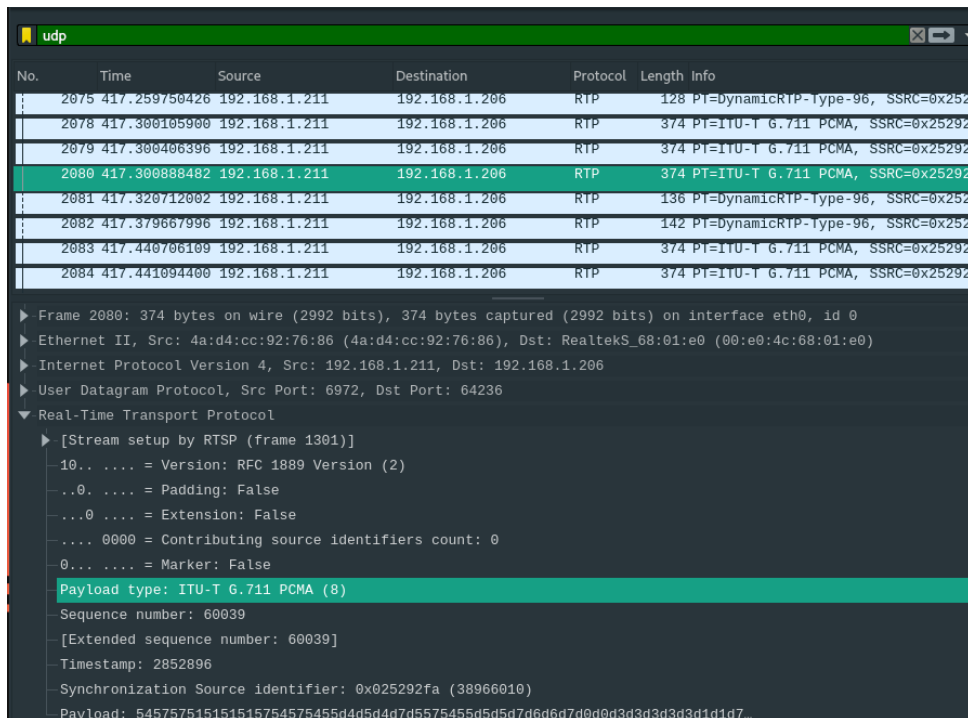 udp
No. Time Source Destination Protocol Length Info
2075 417.259750426 192.168.1.211 192.168.1.206 RTP 128 PT=DynamicRTP-Type-96, SSRC=0x252
2078 417.300105900 192.168.1.211 192.168.1.206 RTP 374 PT=ITU-T G.711 PCMA, SSRC=0x25292
2079 417.300406396 192.168.1.211 192.168.1.206 RTP 374 PT=ITU-T G.711 PCMA, SSRC=0x25292
2080 417.300888482 192.168.1.211 192.168.1.206 RTP 374 PT=ITU-T G.711 PCMA, SSRC=0x25292
2081 417.320712002 192.168.1.211 192.168.1.206 RTP 136 PT=DynamicRTP-Type-96, SSRC=0x252
2082 417.379667996 192.168.1.211 192.168.1.206 RTP 142 PT=DynamicRTP-Type-96, SSRC=0x252
2083 417.440706109 192.168.1.211 192.168.1.206 RTP 374 PT=ITU-T G.711 PCMA, SSRC=0x25292
2084 417.441094400 192.168.1.211 192.168.1.206 RTP 374 PT=ITU-T G.711 PCMA, SSRC=0x25292
Frame 2080: 374 bytes on wire (2992 bits), 374 bytes captured (2992 bits) on interface eth0, id 0
Ethernet II, Src: 4a:d4:cc:92:76:86 (4a:d4:cc:92:76:86), Dst: RealtekS_68:01:e0 (00:e0:4c:68:01:e0)
Internet Protocol Version 4, Src: 192.168.1.211, Dst: 192.168.1.206
User Datagram Protocol, Src Port: 6972, Dst Port: 64236
Real-Time Transport Protocol
[Stream setup by RTSP (frame 1301)]
10.. .... = Version: RFC 1889 Version (2)
..0. .... = Padding: False
...0 .... = Extension: False
.... 0000 = Contributing source identifiers count: 0
0... .... = Marker: False
Payload type: ITU-T G.711 PCMA (8)
Sequence number: 60039
[Extended sequence number: 60039]
Timestamp: 2852896
Synchronization Source identifier: 0x025292fa (38966010)
Payload: